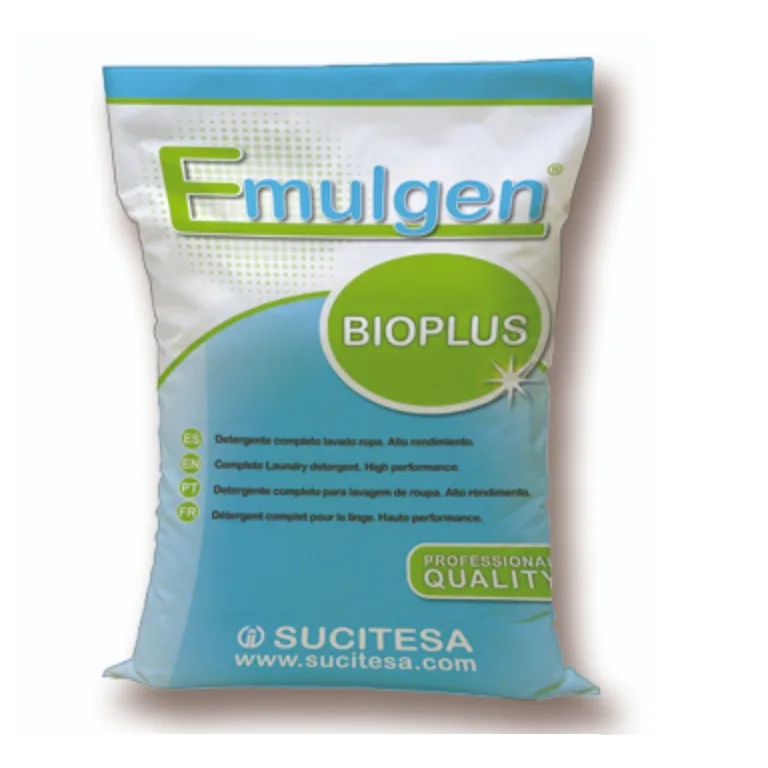 Emulgen®
BIOPLUS
ES Detergente completo lavado ropa. Alto rendimiento.
EN Complete Laundry detergent. High performance.
PT Detergente completo para lavagem de roupa. Alto rendimento.
FR Détergent complet pour le linge. Haute performance.
PROFESSIONAL
QUALITY
SUCITESA
www.sucitesa.com